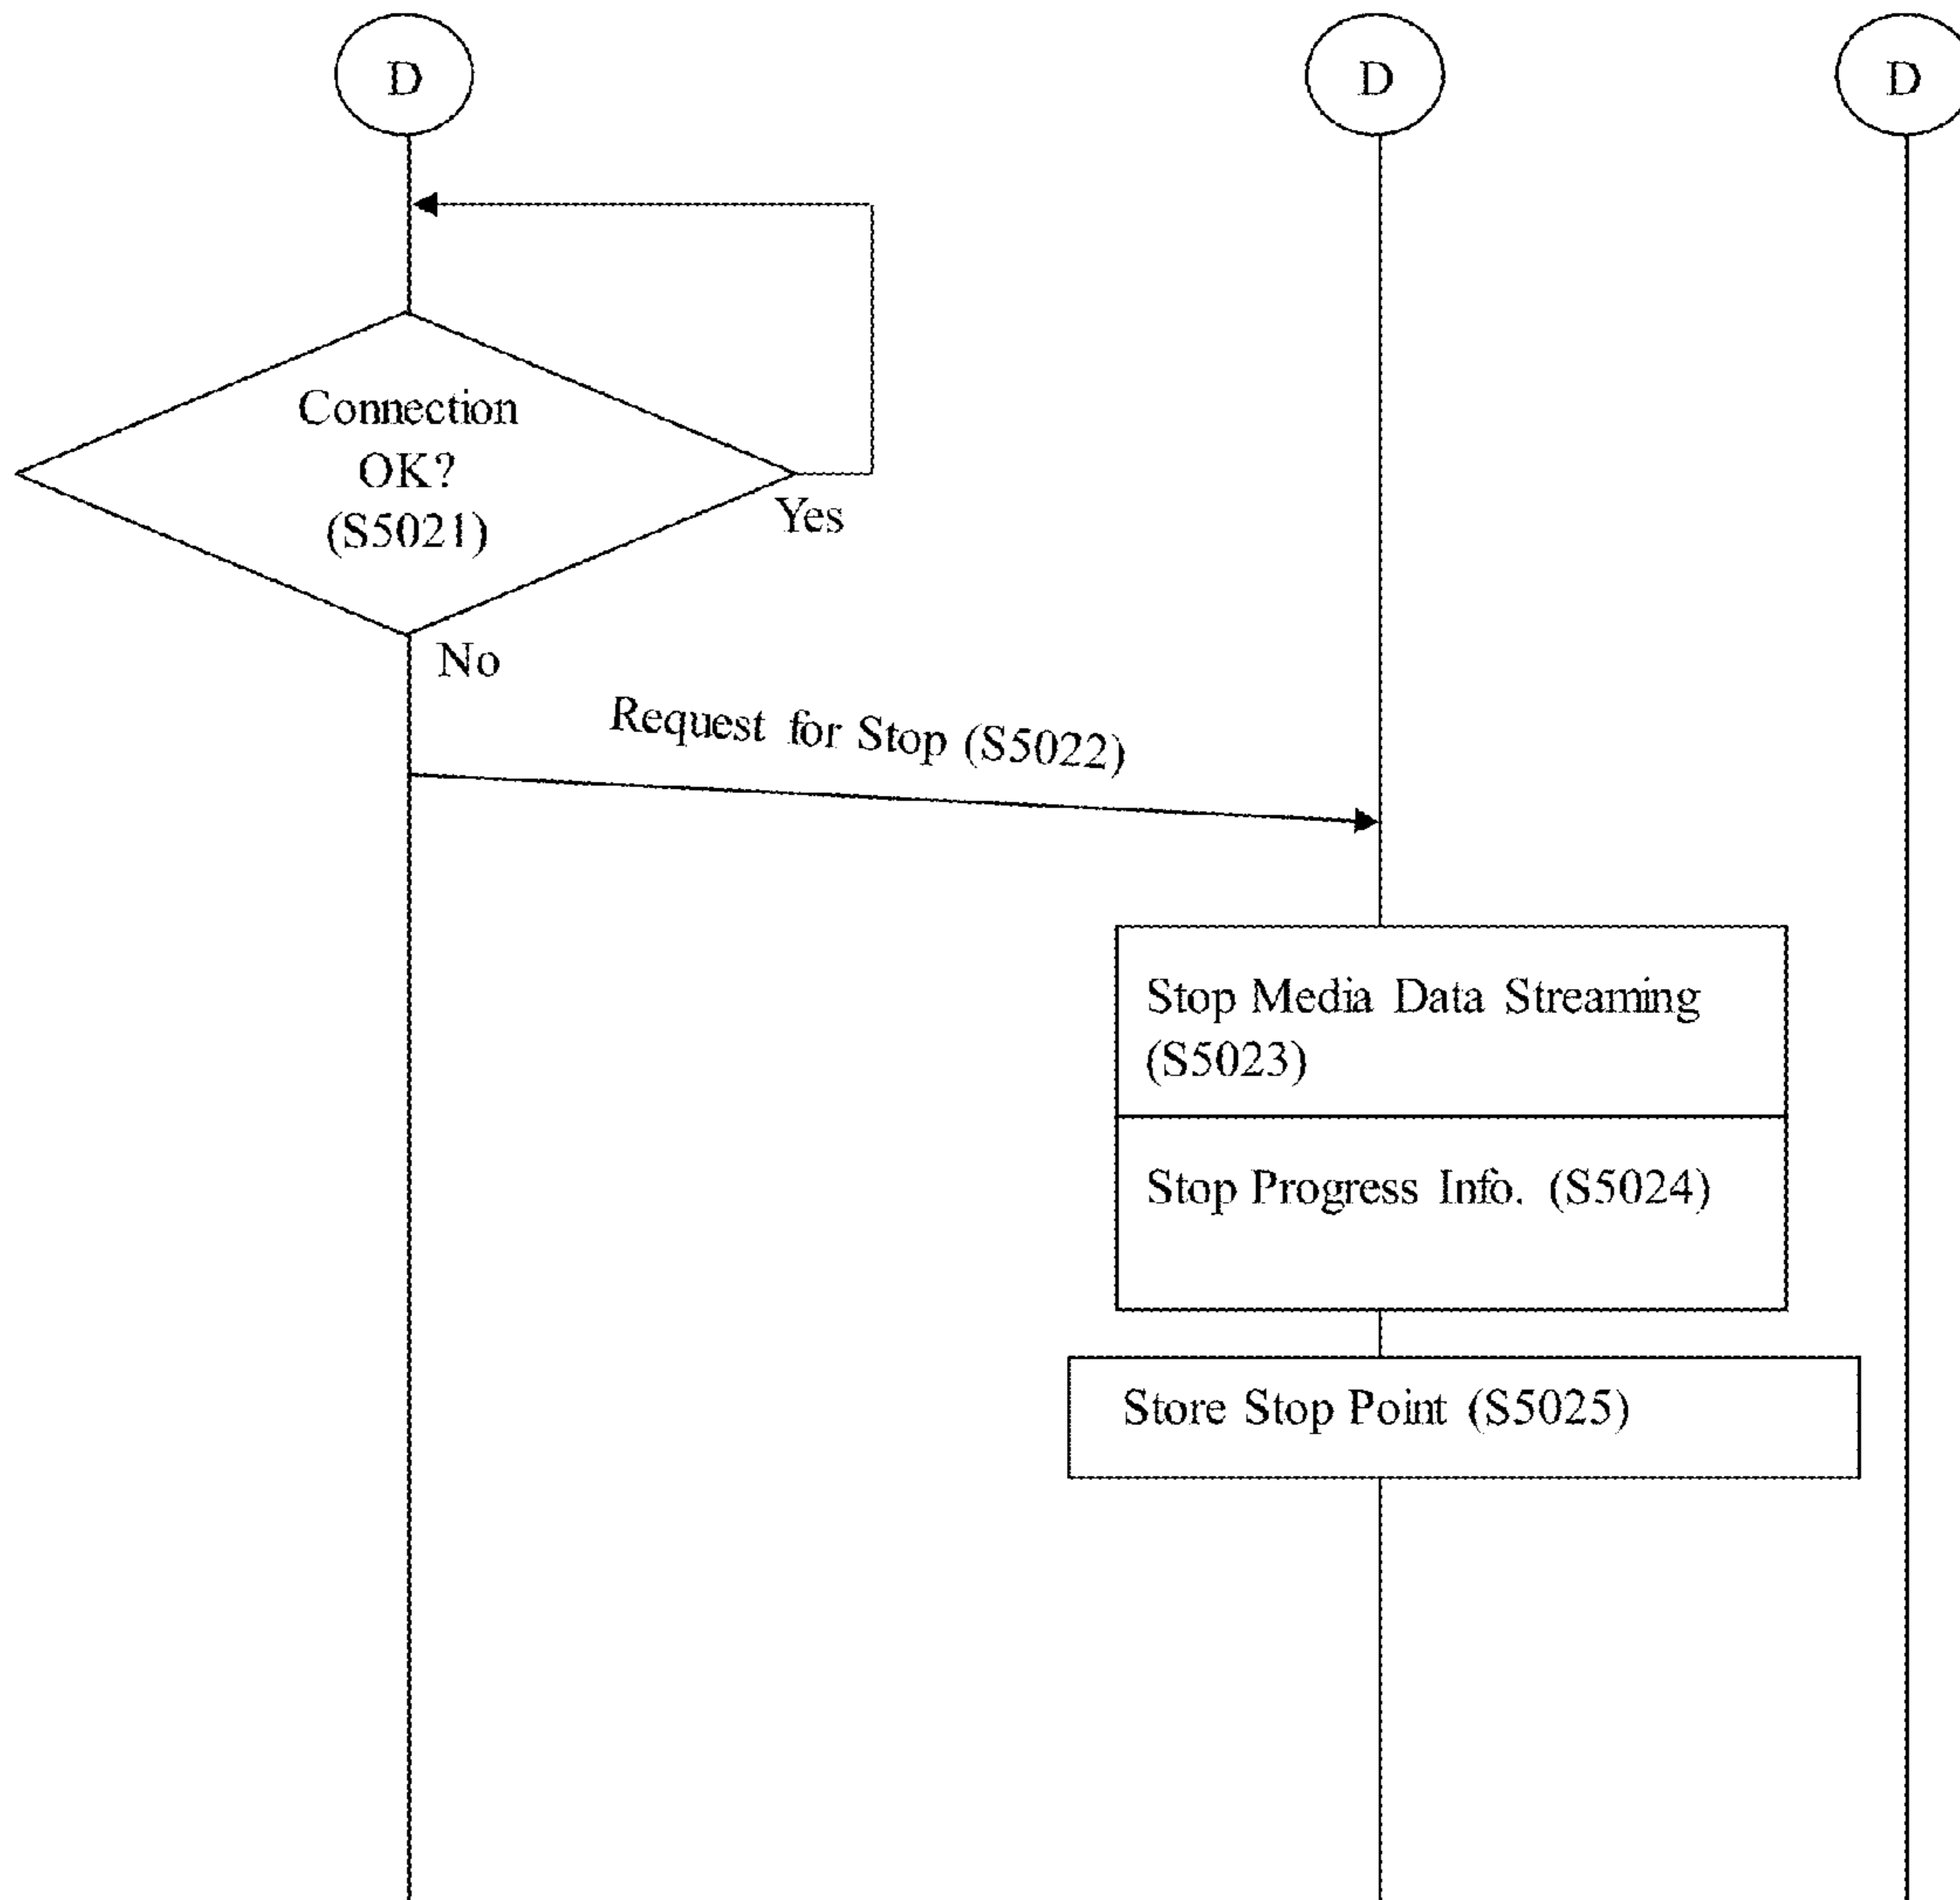 D
D
D
Connection
OK?
(S5021)
Yes
No
Request for Stop (S5022)
Stop Media Data Streaming
(S5023)
Stop Progress Info. (S5024)
Store Stop Point (S5025)